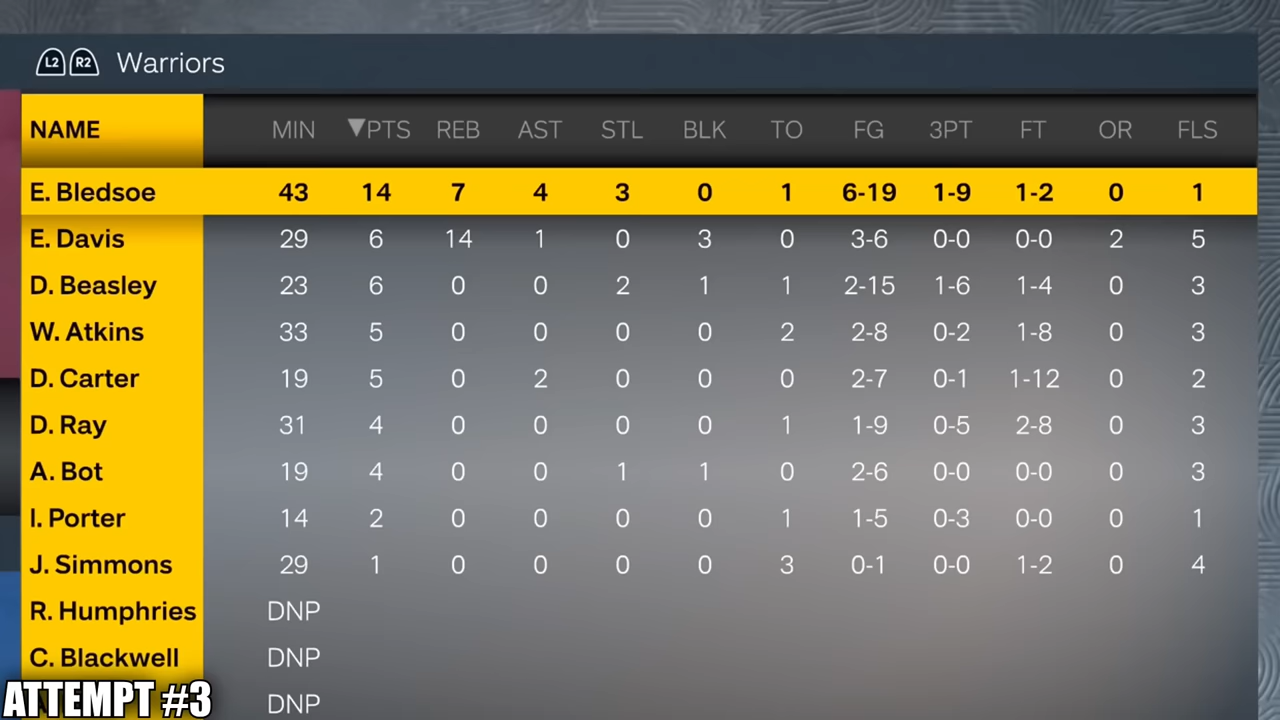 L2 R2 Warriors
NAME MIN ▼PTS REB AST STL BLK TO FG 3PT FT OR FLS
E. Bledsoe 43 14 7 4 3 0 1 6-19 1-9 1-2 0 1
E. Davis 29 6 14 1 0 3 0 3-6 0-0 0-0 2 5
D. Beasley 23 6 0 0 2 1 1 2-15 1-6 1-4 0 3
W. Atkins 33 5 0 0 0 0 2 2-8 0-2 1-8 0 3
D. Carter 19 5 0 2 0 0 0 2-7 0-1 1-12 0 2
D. Ray 31 4 0 0 0 0 1 1-9 0-5 2-8 0 3
A. Bot 19 4 0 0 1 1 0 2-6 0-0 0-0 0 3
I. Porter 14 2 0 0 0 0 1 1-5 0-3 0-0 0 1
J. Simmons 29 1 0 0 0 0 3 0-1 0-0 1-2 0 4
R. Humphries DNP
C. Blackwell DNP
DNP
ATTEMPT #3